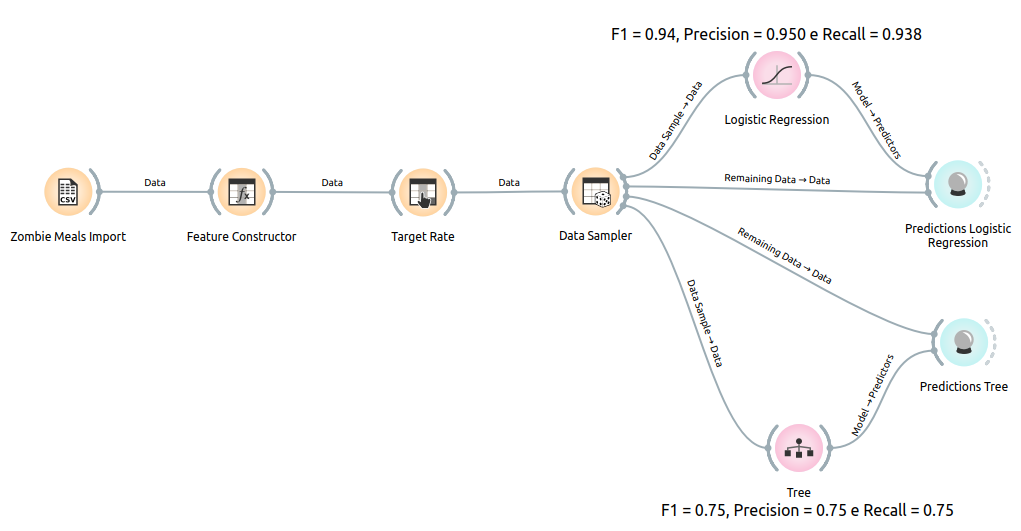 F1 = 0.94, Precision = 0.950 e Recall = 0.938
Logistic Regression
Data Sample → Data
Model → Predictors
CSV
fx
Data
Data
Data
Remaining Data → Data
Zombie Meals Import
Feature Constructor
Target Rate
Data Sampler
Predictions Logistic
Regression
Remaining Data → Data
Data Sample → Data
Model → Predictors
Predictions Tree
Tree
F1 = 0.75, Precision = 0.75 e Recall = 0.75